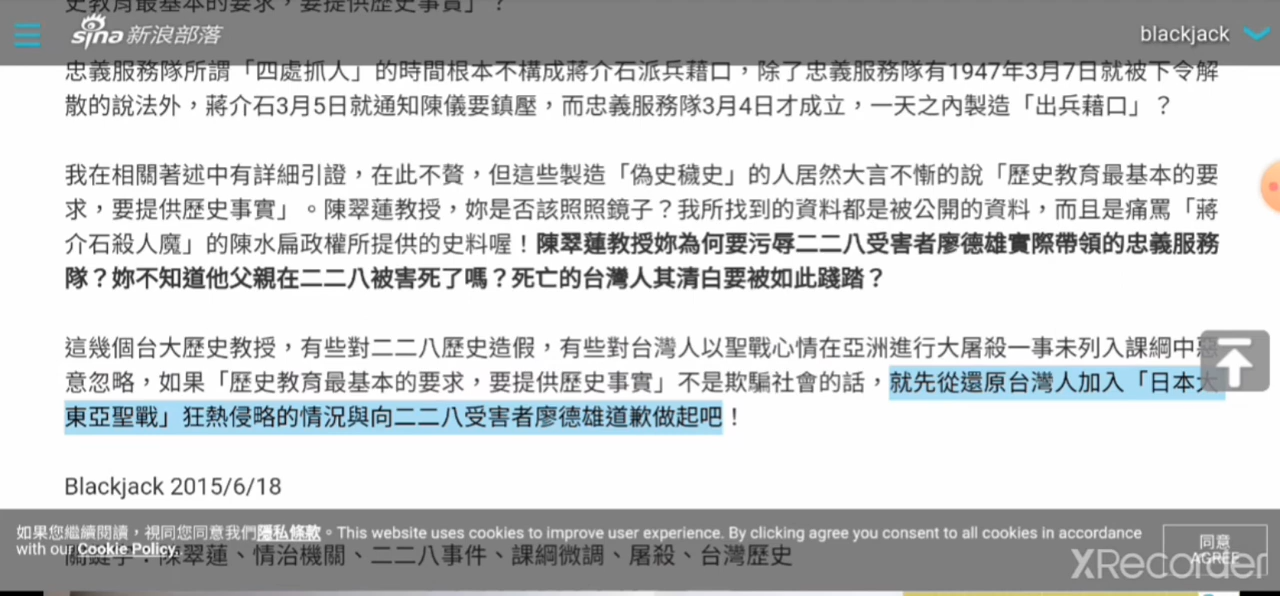 史教育最基本的要求，要提供歷史事實」？
sina 新浪部落
blackjack
忠義服務隊所謂「四處抓人」的時間根本不構成蔣介石派兵藉口，除了忠義服務隊有1947年3月7日就被下令解
散的說法外，蔣介石3月5日就通知陳儀要鎮壓，而忠義服務隊3月4日才成立，一天之內製造「出兵藉口」？
我在相關著述中有詳細引證，在此不贅，但這些製造「偽史穢史」的人居然大言不慚的說「歷史教育最基本的要
求，要提供歷史事實」。陳翠蓮教授，妳是否該照照鏡子？我所找到的資料都是被公開的資料，而且是痛罵「蔣
介石殺人魔」的陳水扁政權所提供的史料喔！陳翠蓮教授妳為何要污辱二二八受害者廖德雄實際帶領的忠義服務
隊？妳不知道他父親在二二八被害死了嗎？死亡的台灣人其清白要被如此踐踏？
這幾個台大歷史教授，有些對二二八歷史造假，有些對台灣人以聖戰心情在亞洲進行大屠殺一事未列入課綱中惡
意忽略，如果「歷史教育最基本的要求，要提供歷史事實」不是欺騙社會的話，就先從還原台灣人加入「日本大
東亞聖戰」狂熱侵略的情況與向二二八受害者廖德雄道歉做起吧！
Blackjack 2015/6/18
如果您繼續閱讀，視同您同意我們隱私條款。This website uses cookies to improve user experience. By clicking agree you consent to all cookies in accordance
with our Cookie Policy.
同意
AGREE
關鍵字：陳翠蓮、情治機關、二二八事件、課綱微調、屠殺、台灣歷史
XRecorder